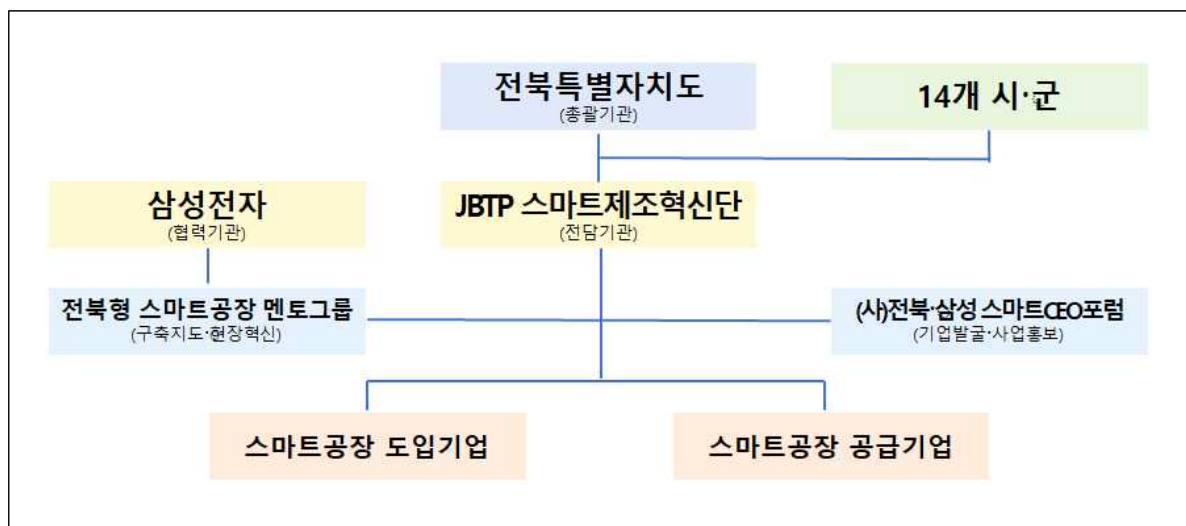 전북특별자치도
(총괄기관)
14개 시·군
삼성전자
(협력기관)
JBTP 스마트제조혁신단
(전담기관)
전북형 스마트공장 멘토그룹
(구축지도·현장혁신)
(사)전북·삼성 스마트CEO포럼
(기업발굴·사업홍보)
스마트공장 도입기업
스마트공장 공급기업